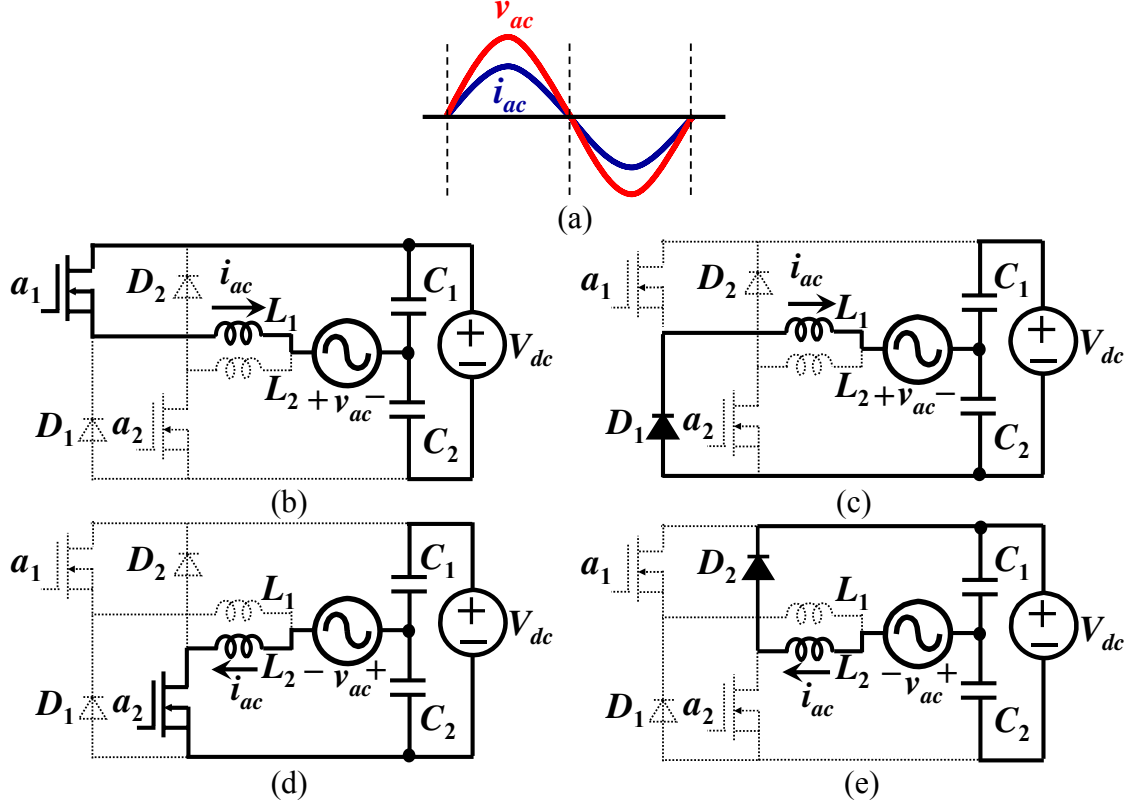 v_ac
i_ac
(a)
a_1
D_2
i_ac
L_1
C_1
V_dc
L_2 + v_ac −
D_1
a_2
C_2
(b)
a_1
D_2
i_ac
L_1
C_1
V_dc
L_2 + v_ac −
D_1
a_2
C_2
(c)
a_1
D_2
L_1
C_1
V_dc
L_2 − v_ac +
i_ac
D_1
a_2
C_2
(d)
a_1
D_2
L_1
C_1
V_dc
L_2 − v_ac +
i_ac
D_1
a_2
C_2
(e)